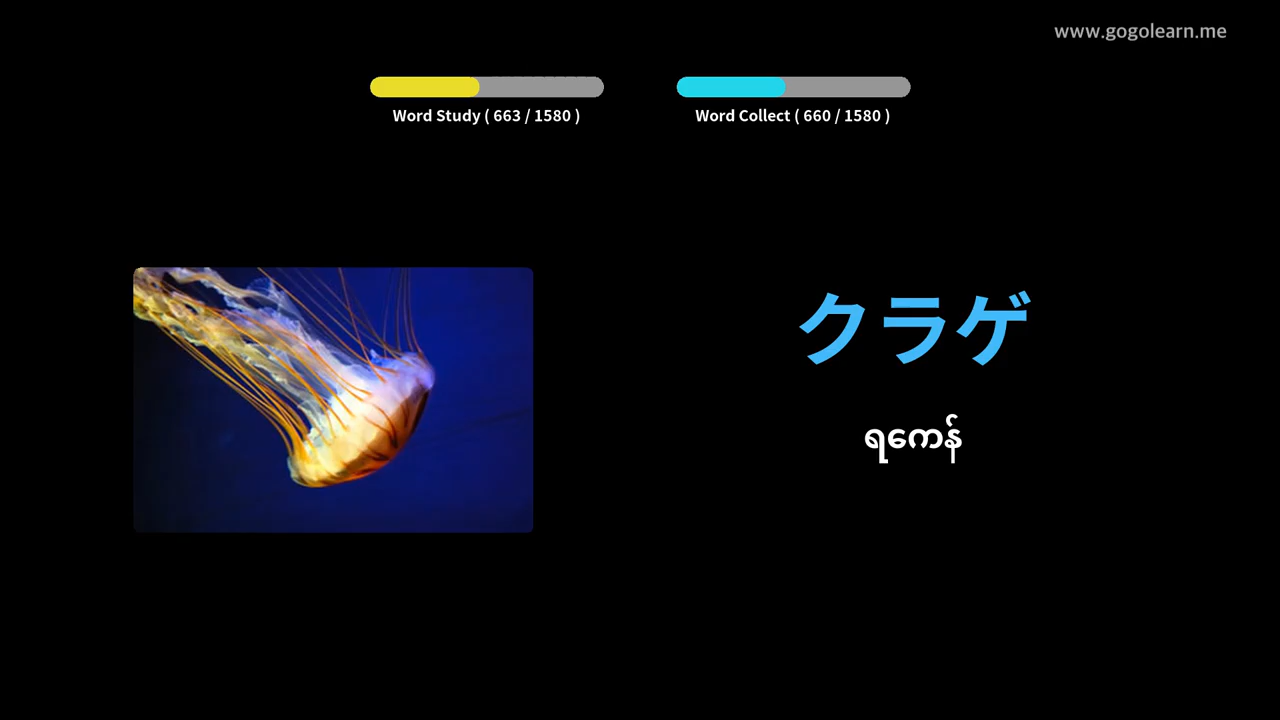 www.gogolearn.me
Word Study ( 663 / 1580 )
Word Collect ( 660 / 1580 )
クラゲ
ရကေန်